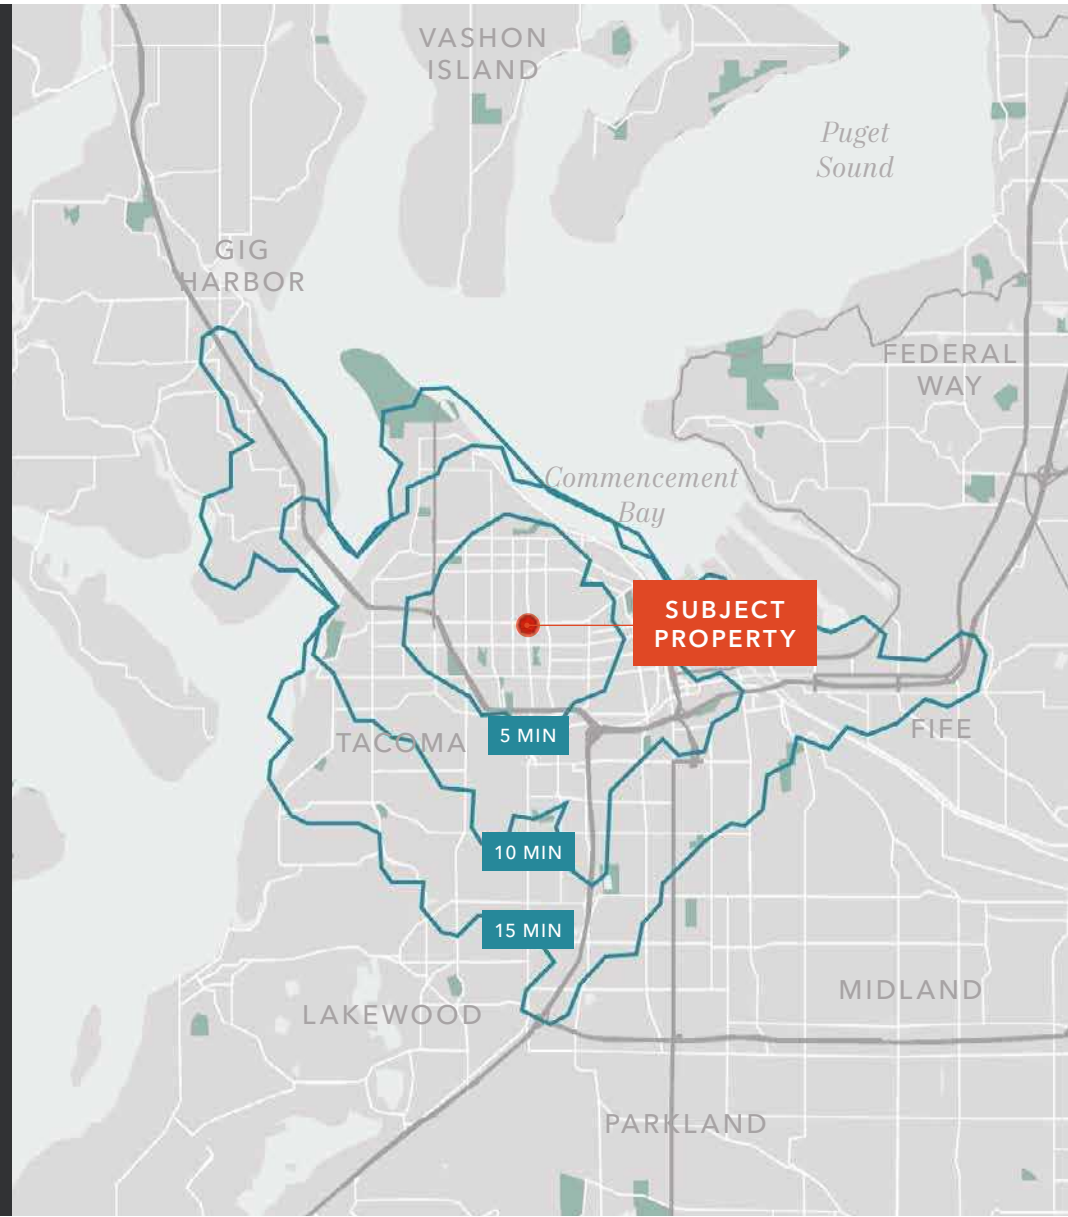 VASHON
ISLAND
Puget
Sound
GIG
HARBOR
FEDERAL
WAY
Commencement
Bay
SUBJECT
PROPERTY
TACOMA
5 MIN
FIFE
10 MIN
15 MIN
MIDLAND
LAKEWOOD
PARKLAND